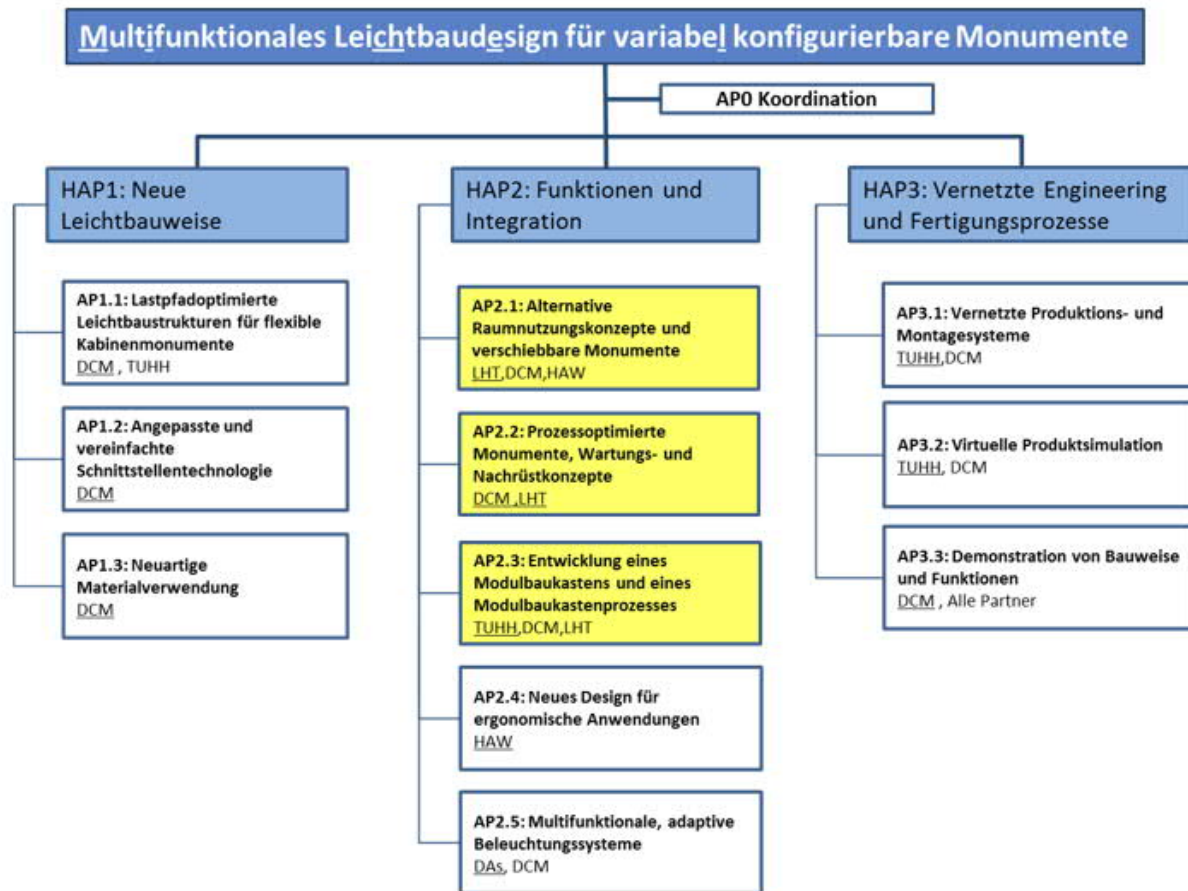 Multifunktionales Leichtbaudesign für variabel konfigurierbare Monumente
AP0 Koordination
HAP1: Neue
Leichtbauweise
AP1.1: Lastpfadoptimierte
Leichtbaustrukturen für flexible
Kabinenmonumente
DCM , TUHH
AP1.2: Angepasste und
vereinfachte
Schnittstellentechnologie
DCM
AP1.3: Neuartige
Materialverwendung
DCM
HAP2: Funktionen und
Integration
AP2.1: Alternative
Raumnutzungskonzepte und
verschiebbare Monumente
LHT,DCM,HAW
AP2.2: Prozessoptimierte
Monumente, Wartungs- und
Nachrüstkonzepte
DCM ,LHT
AP2.3: Entwicklung eines
Modulbaukastens und eines
Modulbaukastenprozesses
TUHH,DCM,LHT
AP2.4: Neues Design für
ergonomische Anwendungen
HAW
AP2.5: Multifunktionale, adaptive
Beleuchtungssysteme
DAs, DCM
HAP3: Vernetzte Engineering
und Fertigungsprozesse
AP3.1: Vernetzte Produktions- und
Montagesysteme
TUHH,DCM
AP3.2: Virtuelle Produktsimulation
TUHH, DCM
AP3.3: Demonstration von Bauweise
und Funktionen
DCM , Alle Partner